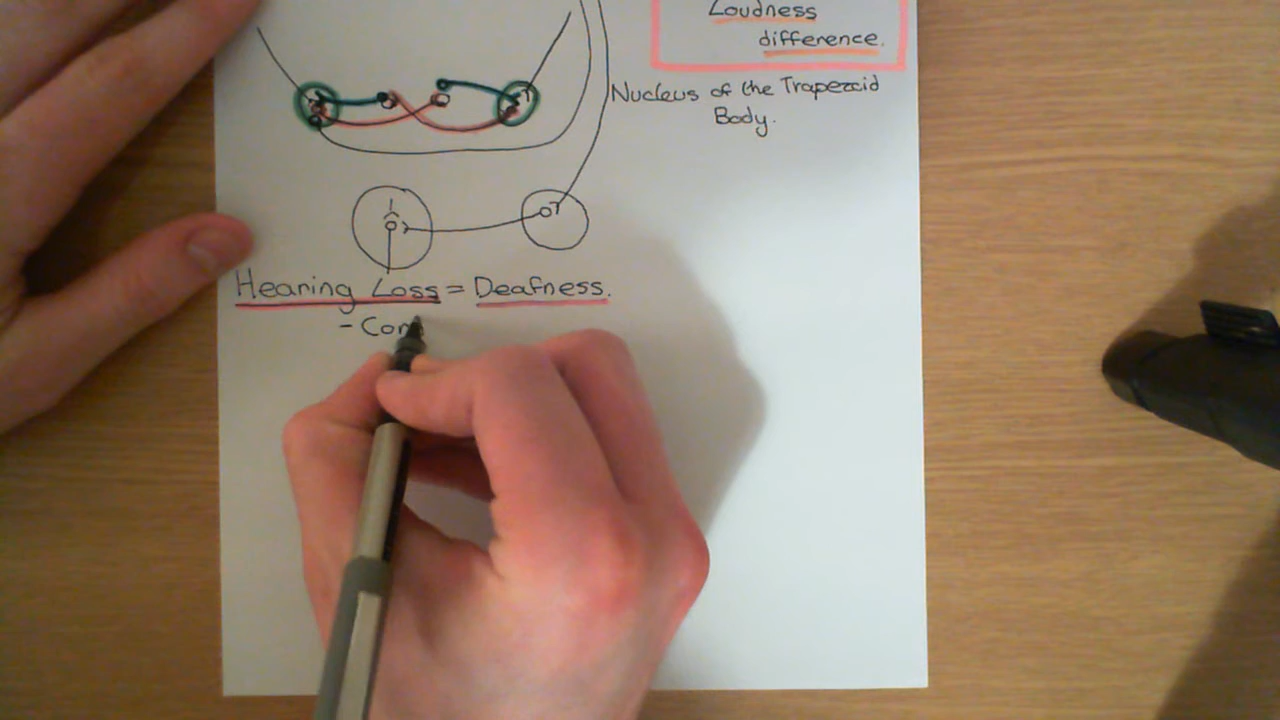 Loudness
difference.
Nucleus of the Trapezoid
Body.
Hearing Loss = Deafness.
- Con